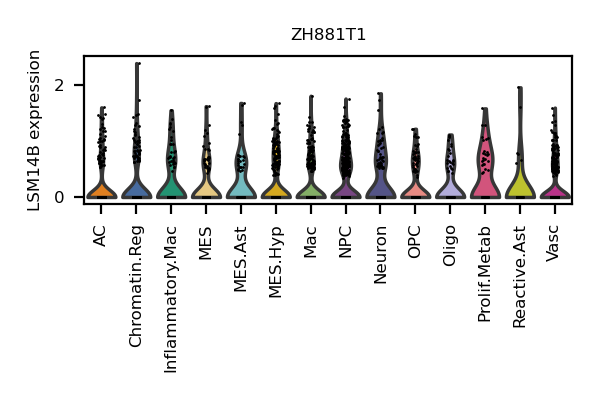 ZH881T1
LSM14B expression
2
0
AC
Chromatin.Reg
Inflammatory.Mac
MES
MES.Ast
MES.Hyp
Mac
NPC
Neuron
OPC
Oligo
Prolif.Metab
Reactive.Ast
Vasc